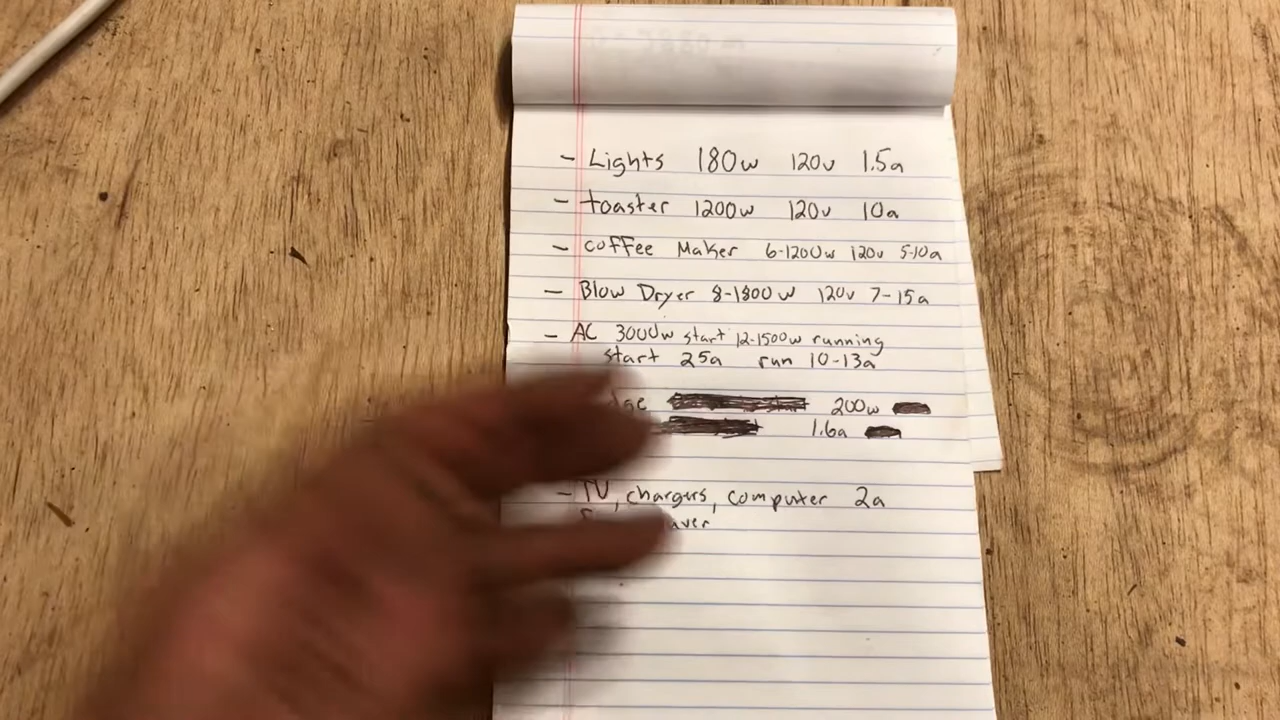 - Lights 180w 120v 1.5a
- toaster 1200w 120v 10a
- coffee Maker 6-1200w 120v 5-10a
- Blow Dryer 8-1800w 120v 7-15a
- AC 3000w start 12-1500w running
start 25a run 10-13a
200w
1.6a
- TV, chargers, computer 2a